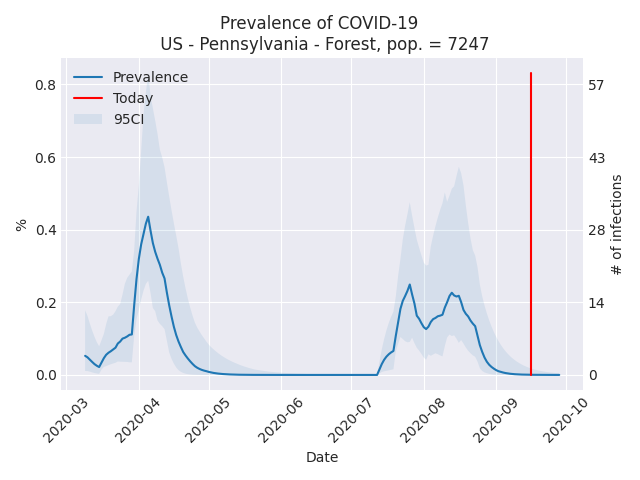 Prevalence of COVID-19
US - Pennsylvania - Forest, pop. = 7247
Prevalence
Today
95CI
%
0.8
0.6
0.4
0.2
0.0
57
43
28
14
0
# of infections
2020-03
2020-04
2020-05
2020-06
2020-07
2020-08
2020-09
2020-10
Date